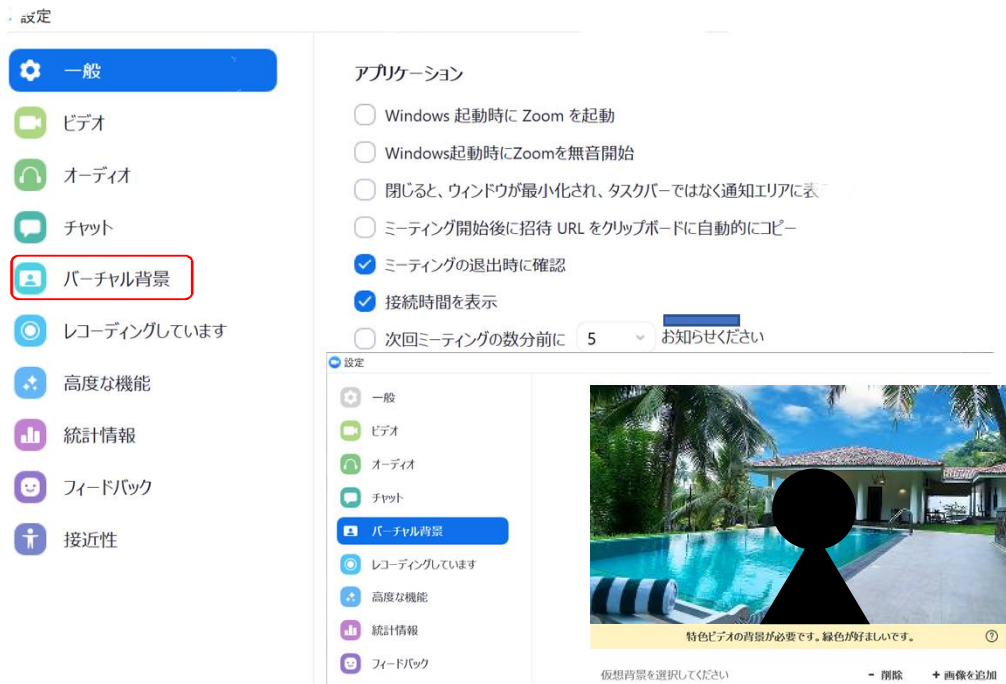 設定
一般
ビデオ
オーディオ
チャット
バーチャル背景
レコーディングしています
高度な機能
統計情報
フィードバック
接近性
アプリケーション
Windows 起動時に Zoom を起動
Windows起動時にZoomを無音開始
閉じると、ウィンドウが最小化され、タスクバーではなく通知エリアに表
ミーティング開始後に招待 URL をクリップボードに自動的にコピー
ミーティングの退出時に確認
接続時間を表示
次回ミーティングの数分前に 5 お知らせください
設定
一般
ビデオ
オーディオ
チャット
バーチャル背景
レコーディングしています
高度な機能
統計情報
フィードバック
特色ビデオの背景が必要です。緑色が好ましいです。
仮想背景を選択してください - 削除 + 画像を追加